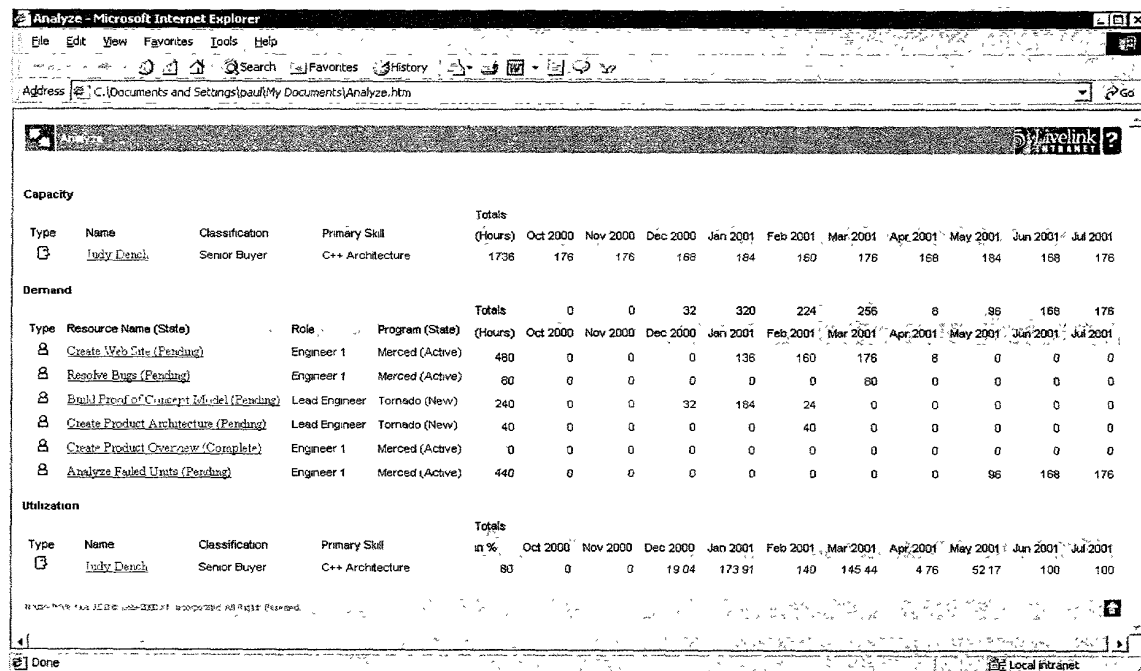 Analyze - Microsoft Internet Explorer
File Edit View Favorites Tools Help
Search Favorites History
Address C:\Documents and Settings\paul\My Documents\Analyze.htm Go
Analyze Livelink INTRANET ?
Capacity
Totals
Type Name Classification Primary Skill (Hours) Oct 2000 Nov 2000 Dec 2000 Jan 2001 Feb 2001 Mar 2001 Apr 2001 May 2001 Jun 2001 Jul 2001
Judy Dench Senior Buyer C++ Architecture 1736 176 176 168 184 160 176 168 184 168 176
Demand
Totals 0 0 32 320 224 256 8 96 168 176
Type Resource Name (State) Role Program (State) (Hours) Oct 2000 Nov 2000 Dec 2000 Jan 2001 Feb 2001 Mar 2001 Apr 2001 May 2001 Jun 2001 Jul 2001
Create Web Site (Pending) Engineer 1 Merced (Active) 480 0 0 0 136 160 176 8 0 0 0
Resolve Bugs (Pending) Engineer 1 Merced (Active) 80 0 0 0 0 0 80 0 0 0 0
Build Proof of Concept Model (Pending) Lead Engineer Tornado (New) 240 0 0 32 184 24 0 0 0 0 0
Create Product Architecture (Pending) Lead Engineer Tornado (New) 40 0 0 0 0 40 0 0 0 0 0
Create Product Overview (Complete) Engineer 1 Merced (Active) 0 0 0 0 0 0 0 0 0 0 0
Analyze Failed Units (Pending) Engineer 1 Merced (Active) 440 0 0 0 0 0 0 0 96 168 176
Utilization
Totals
Type Name Classification Primary Skill in % Oct 2000 Nov 2000 Dec 2000 Jan 2001 Feb 2001 Mar 2001 Apr 2001 May 2001 Jun 2001 Jul 2001
Judy Dench Senior Buyer C++ Architecture 80 0 0 19 04 173 91 140 145 44 4 76 52 17 100 100
All Right Reserved.
Done Local intranet